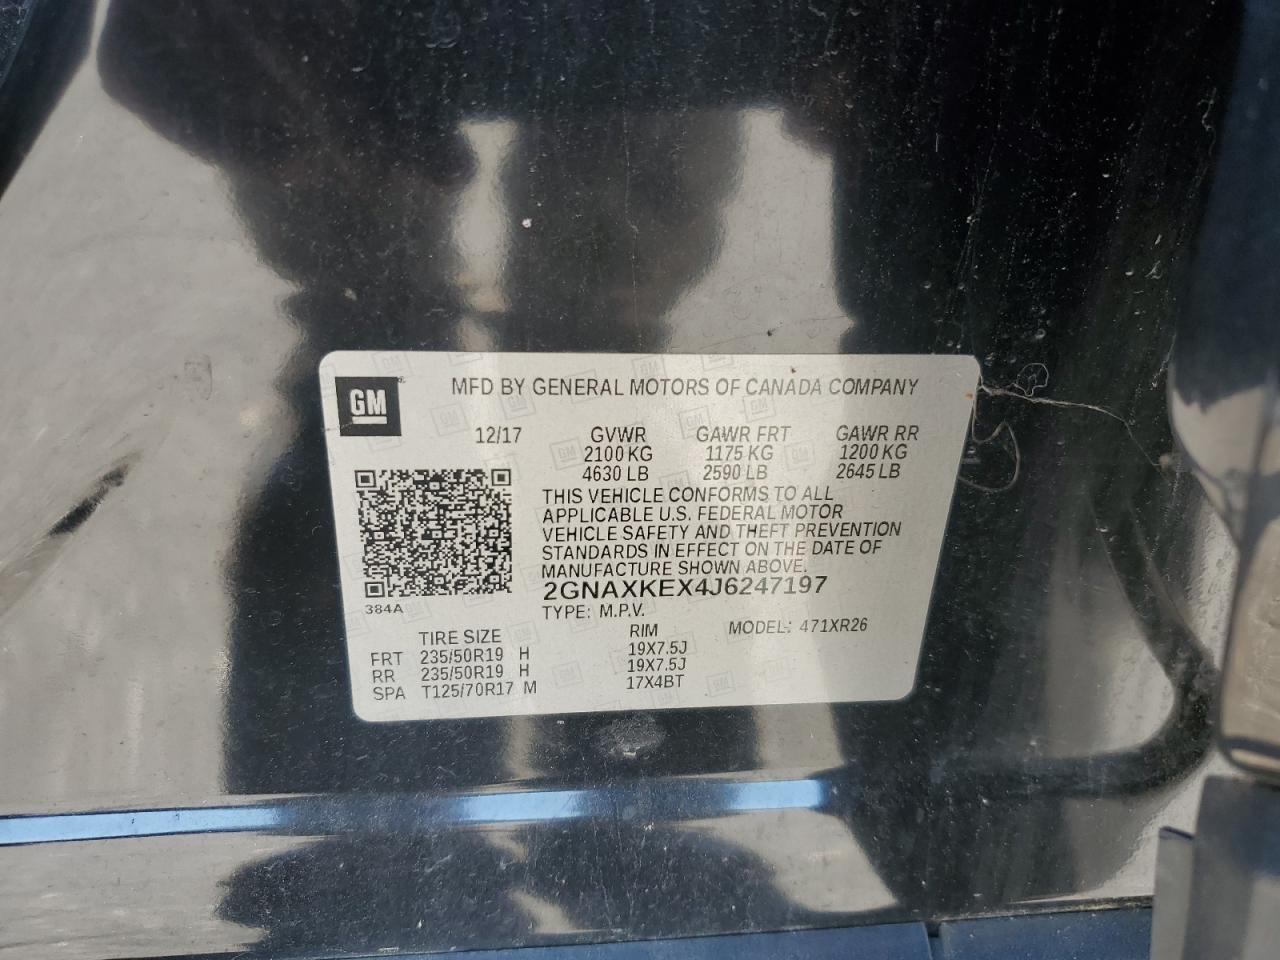 GM
MFD BY GENERAL MOTORS OF CANADA COMPANY
12/17 GVWR GAWR FRT GAWR RR
2100 KG 1175 KG 1200 KG
4630 LB 2590 LB 2645 LB
THIS VEHICLE CONFORMS TO ALL
APPLICABLE U.S. FEDERAL MOTOR
VEHICLE SAFETY AND THEFT PREVENTION
STANDARDS IN EFFECT ON THE DATE OF
MANUFACTURE SHOWN ABOVE.
2GNAXKEX4J6247197
384A TYPE: M.P.V.
TIRE SIZE RIM MODEL: 471XR26
FRT 235/50R19 H 19X7.5J
RR 235/50R19 H 19X7.5J
SPA T125/70R17 M 17X4BT